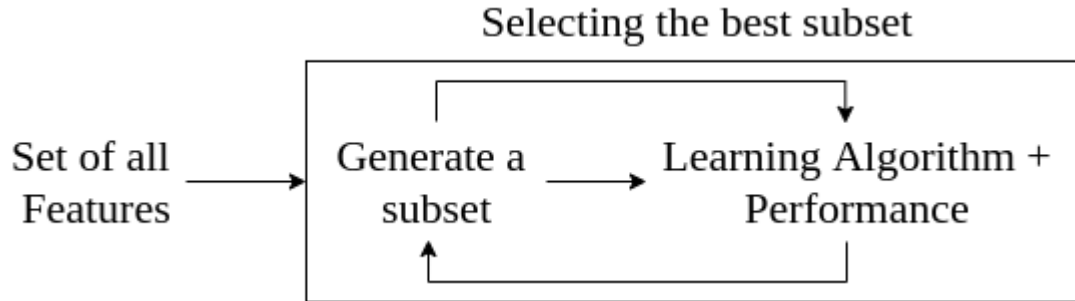 Selecting the best subset
Set of all
Features
Generate a
subset
Learning Algorithm +
Performance